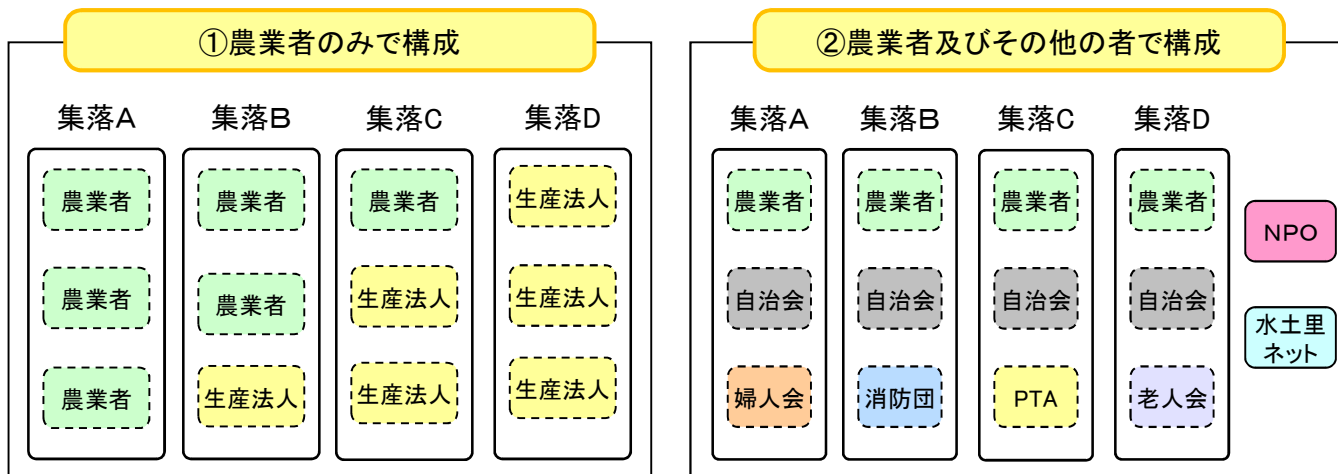 ①農業者のみで構成
集落A
集落B
集落C
集落D
農業者
農業者
農業者
生産法人
農業者
農業者
生産法人
生産法人
農業者
生産法人
生産法人
生産法人
②農業者及びその他の者で構成
集落A
集落B
集落C
集落D
農業者
農業者
農業者
農業者
NPO
自治会
自治会
自治会
自治会
水土里
ネット
婦人会
消防団
PTA
老人会